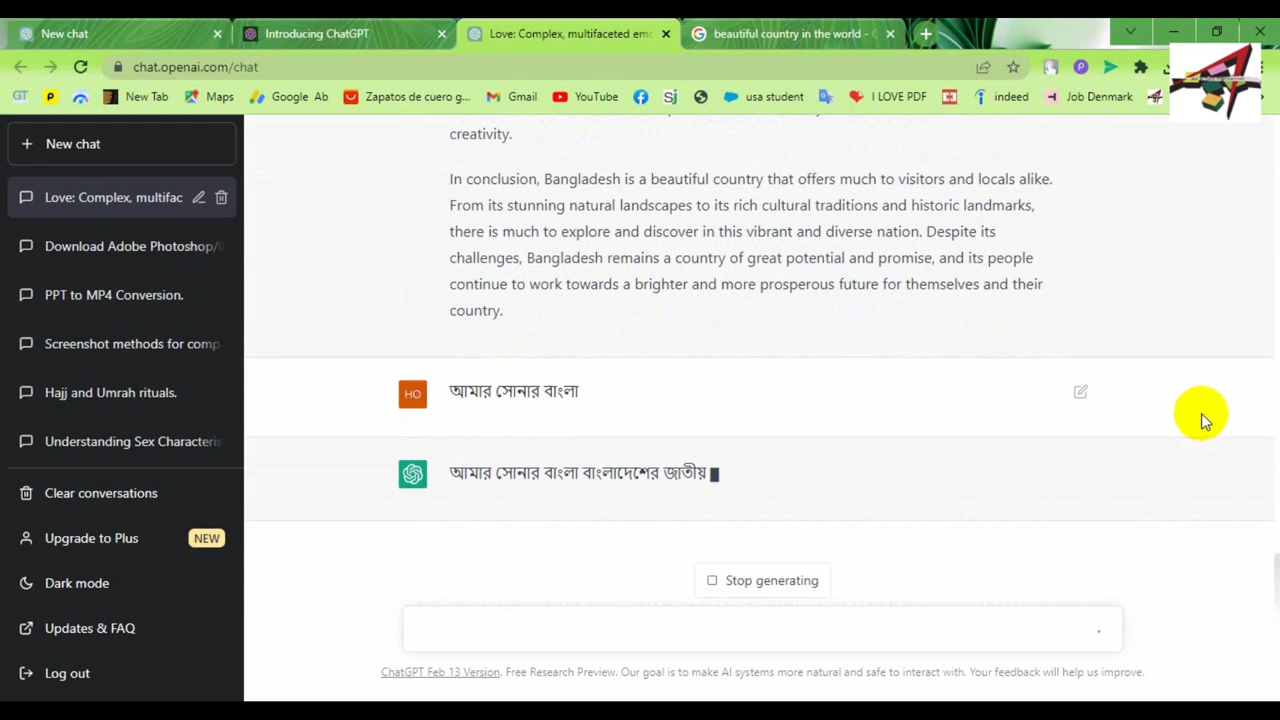 New chat
Introducing ChatGPT
Love: Complex, multifaceted emo
beautiful country in the world -
chat.openai.com/chat
GT
New Tab
Maps
Google Ab
Zapatos de cuero g...
Gmail
YouTube
usa student
I LOVE PDF
indeed
Job Denmark
New chat
Love: Complex, multifac
Download Adobe Photoshop/
PPT to MP4 Conversion.
Screenshot methods for comp
Hajj and Umrah rituals.
Understanding Sex Characteris
Clear conversations
Upgrade to Plus NEW
Dark mode
Updates & FAQ
Log out
creativity.
In conclusion, Bangladesh is a beautiful country that offers much to visitors and locals alike.
From its stunning natural landscapes to its rich cultural traditions and historic landmarks,
there is much to explore and discover in this vibrant and diverse nation. Despite its
challenges, Bangladesh remains a country of great potential and promise, and its people
continue to work towards a brighter and more prosperous future for themselves and their
country.
HO আমার সোনার বাংলা
আমার সোনার বাংলা বাংলাদেশের জাতীয়
Stop generating
ChatGPT Feb 13 Version. Free Research Preview. Our goal is to make AI systems more natural and safe to interact with. Your feedback will help us improve.